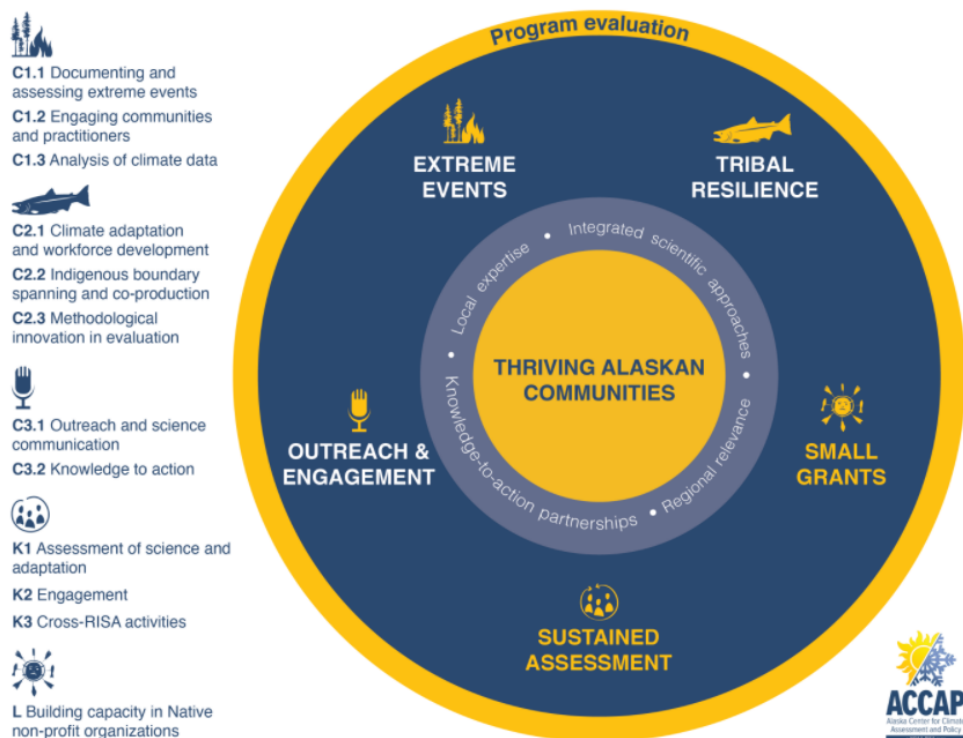 C1.1 Documenting and
assessing extreme events
C1.2 Engaging communities
and practitioners
C1.3 Analysis of climate data
C2.1 Climate adaptation
and workforce development
C2.2 Indigenous boundary
spanning and co-production
C2.3 Methodological
innovation in evaluation
C3.1 Outreach and science
communication
C3.2 Knowledge to action
K1 Assessment of science and
adaptation
K2 Engagement
K3 Cross-RISA activities
L Building capacity in Native
non-profit organizations
Program evaluation
EXTREME
EVENTS
TRIBAL
RESILIENCE
• Local expertise • Integrated scientific approaches • Regional relevance • Knowledge-to-action partnerships
THRIVING ALASKAN
COMMUNITIES
OUTREACH &
ENGAGEMENT
SMALL
GRANTS
SUSTAINED
ASSESSMENT
ACCAP
Alaska Center for Climate
Assessment and Policy